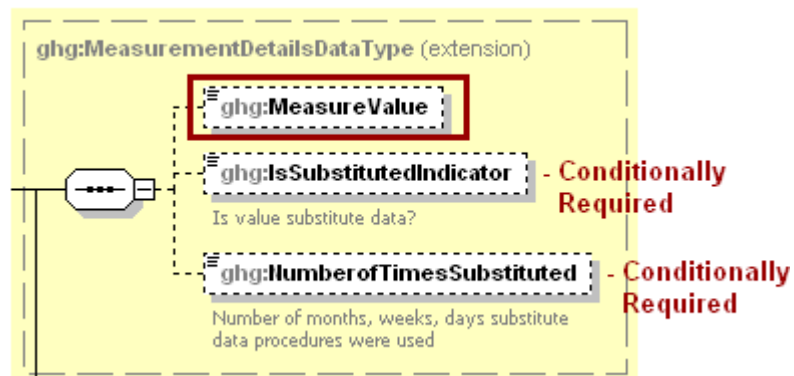 ghg:MeasurementDetailsDataType (extension)
ghg:MeasureValue
ghg:IsSubstitutedIndicator - Conditionally
Required
Is value substitute data?
ghg:NumberofTimesSubstituted - Conditionally
Required
Number of months, weeks, days substitute
data procedures were used